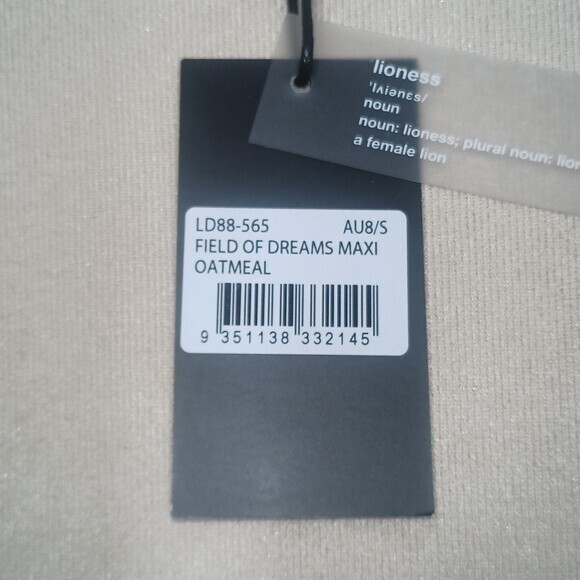 lioness
'lʌiənɛs/
noun
noun: lioness; plural noun:
a female lion
LD88-565 AU8/S
FIELD OF DREAMS MAXI
OATMEAL
9 351138 332145